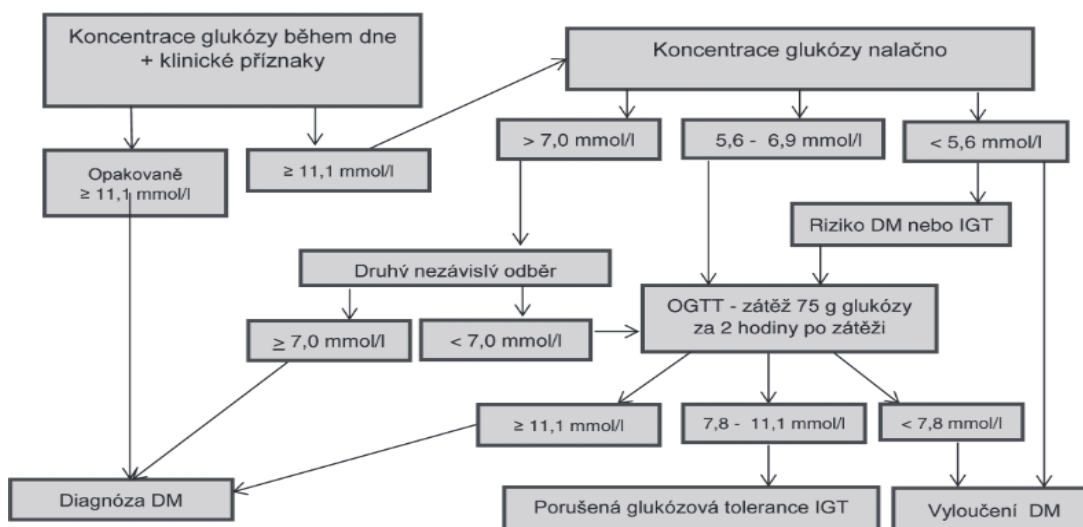 Koncentrace glukózy během dne
+ klinické příznaky
Koncentrace glukózy nalačno
Opakovaně
≥ 11,1 mmol/l
≥ 11,1 mmol/l
> 7,0 mmol/l
5,6 - 6,9 mmol/l
< 5,6 mmol/l
Riziko DM nebo IGT
Druhý nezávislý odběr
OGTT - zátěž 75 g glukózy
za 2 hodiny po zátěži
≥ 7,0 mmol/l
< 7,0 mmol/l
≥ 11,1 mmol/l
7,8 - 11,1 mmol/l
< 7,8 mmol/l
Diagnóza DM
Porušená glukózová tolerance IGT
Vyloučení DM